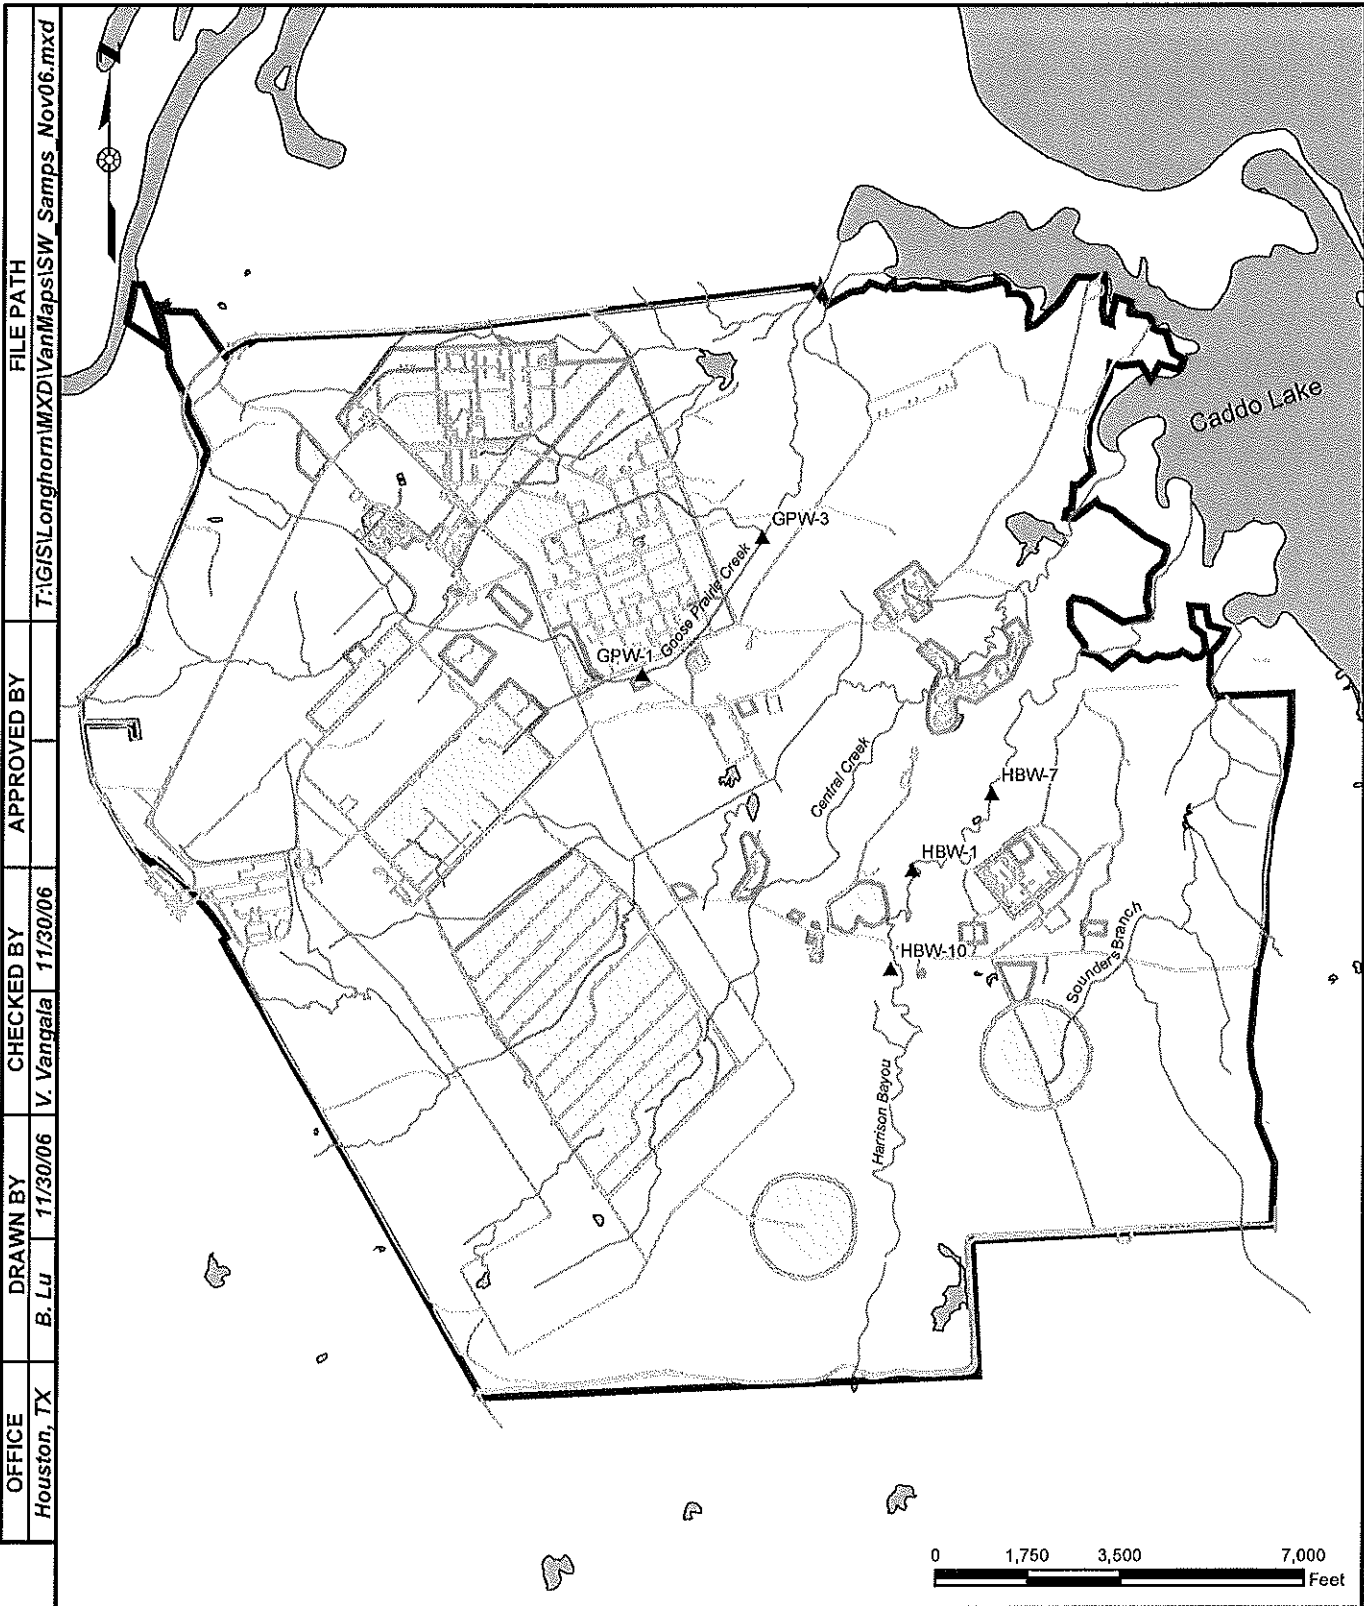 FILE PATH
T:\GIS\Longhorn\MXD\VanMaps\SW_Samps_Nov06.mxd
APPROVED BY
CHECKED BY
V. Vangala 11/30/06
DRAWN BY
B. Lu 11/30/06
OFFICE
Houston, TX
N
Caddo Lake
GPW-3
Goose Prairie Creek
GPW-1
Central Creek
HBW-7
HBW-1
HBW-10
Saunders Branch
Harrison Bayou
0 1,750 3,500 7,000
Feet